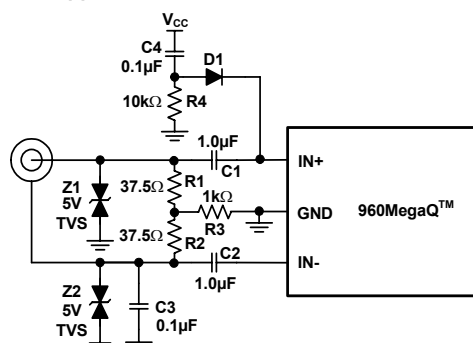 VCC
C4
0.1µF
D1
10kΩ
R4
1.0µF
C1
IN+
Z1
5V
TVS
37.5Ω
R1
1kΩ
R3
GND
960MegaQ™
37.5Ω
R2
C2
1.0µF
IN-
Z2
5V
TVS
C3
0.1µF